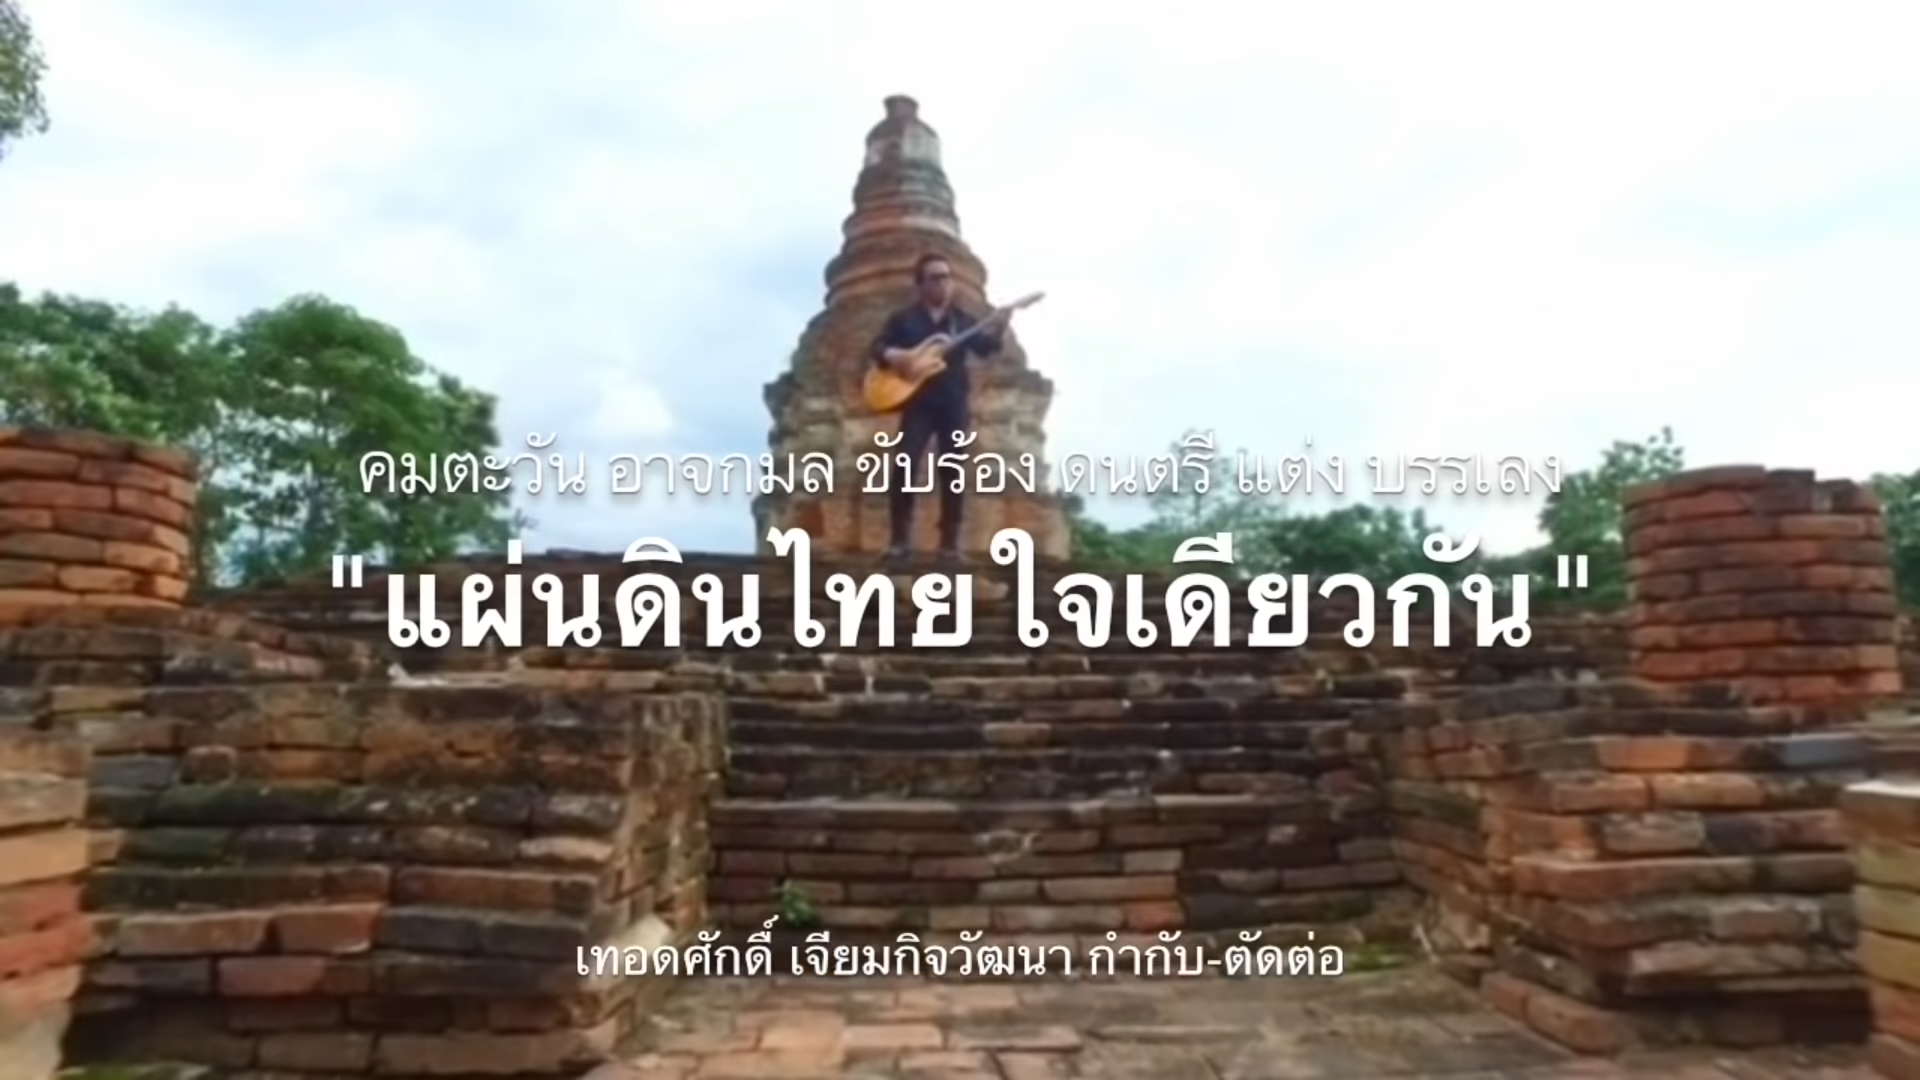 คมตะวัน อาจกมล ขับร้อง ดนตรี แต่ง บรรเลง
"แผ่นดินไทย ใจเดียวกัน"
เทอดศักดิ์ เจียมกิจวัฒนา กำกับ-ตัดต่อ